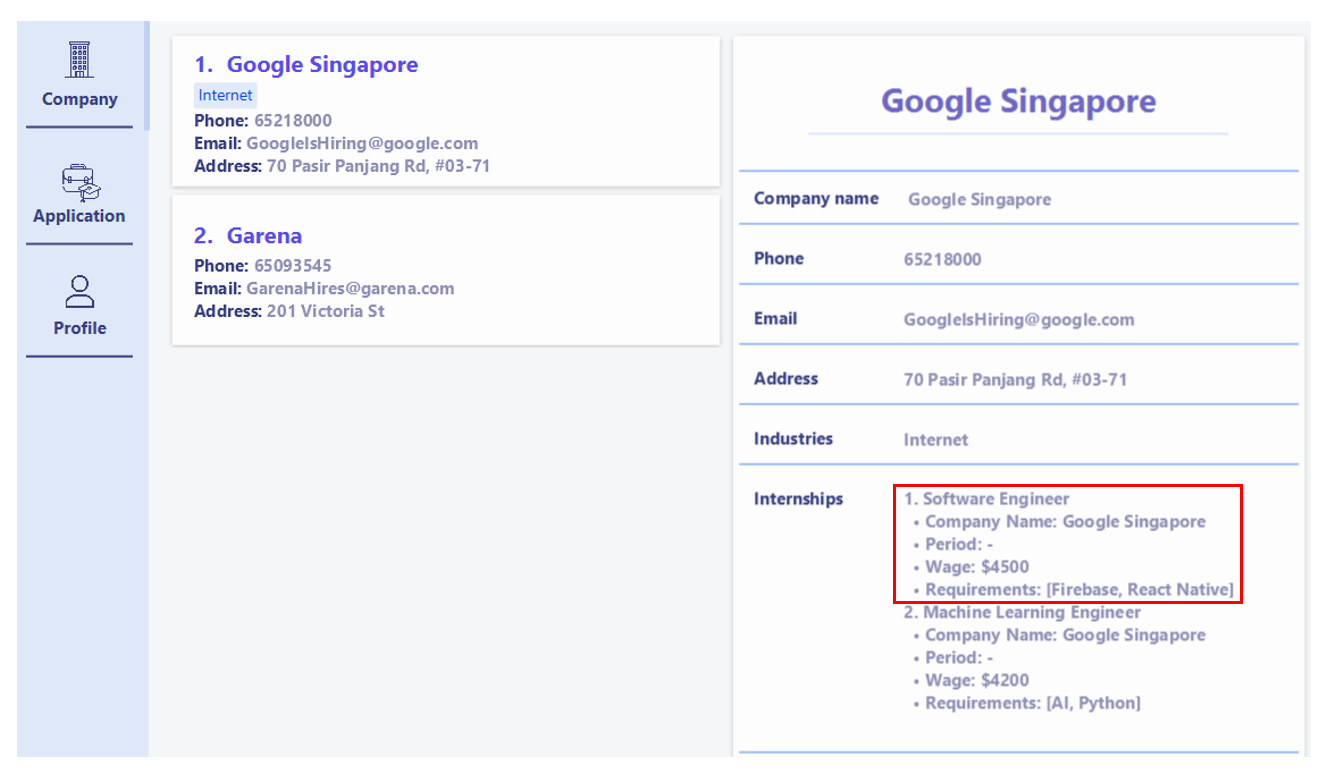 Company
Application
Profile
1. Google Singapore
Internet
Phone: 65218000
Email: GoogleIsHiring@google.com
Address: 70 Pasir Panjang Rd, #03-71
2. Garena
Phone: 65093545
Email: GarenaHires@garena.com
Address: 201 Victoria St
Google Singapore
Company name Google Singapore
Phone 65218000
Email GoogleIsHiring@google.com
Address 70 Pasir Panjang Rd, #03-71
Industries Internet
Internships 1. Software Engineer
• Company Name: Google Singapore
• Period: -
• Wage: $4500
• Requirements: [Firebase, React Native]
2. Machine Learning Engineer
• Company Name: Google Singapore
• Period: -
• Wage: $4200
• Requirements: [AI, Python]